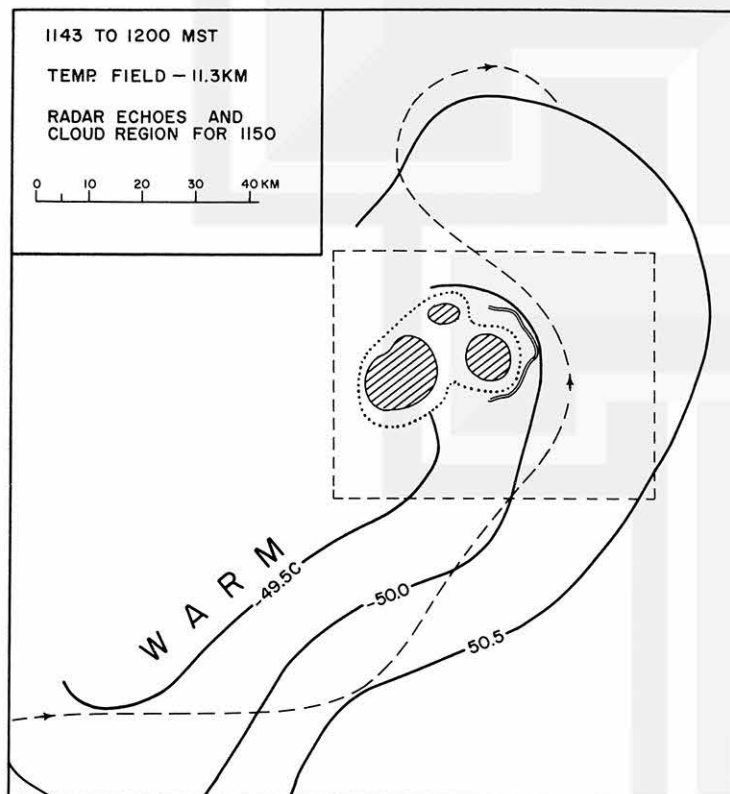 1143 TO 1200 MST
TEMP. FIELD - 11.3KM
RADAR ECHOES AND
CLOUD REGION FOR 1150
0 10 20 30 40 KM
WARM
-49.5C
-50.0
-50.5